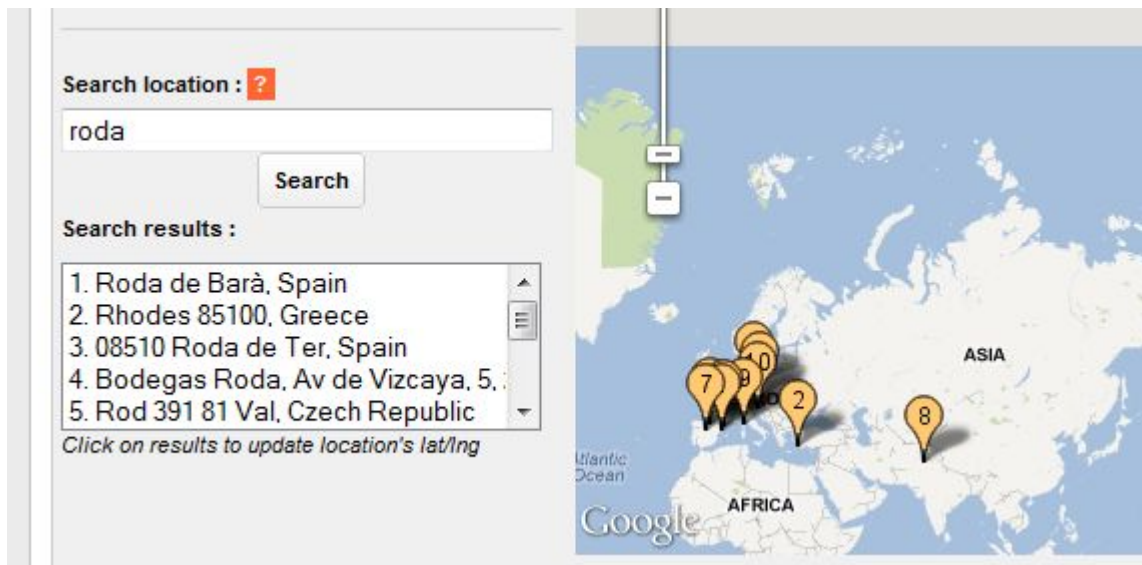 Search location : ?
roda
Search
Search results :
1. Roda de Barà, Spain
2. Rhodes 85100, Greece
3. 08510 Roda de Ter, Spain
4. Bodegas Roda, Av de Vizcaya, 5,
5. Rod 391 81 Val, Czech Republic
Click on results to update location's lat/lng
ASIA
10
7
9
2
8
Atlantic
Ocean
AFRICA
Google